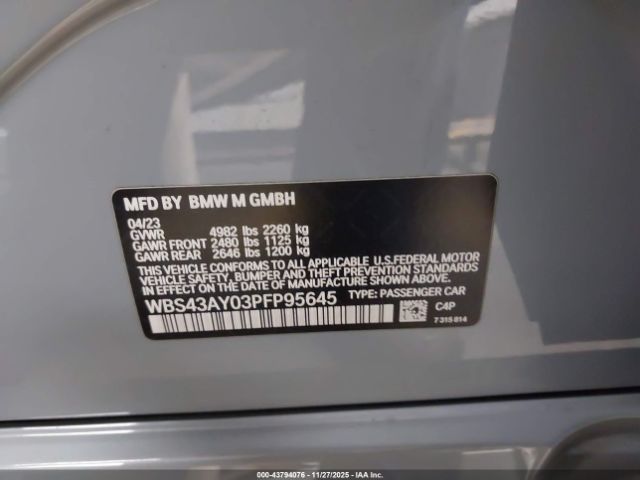 MFD BY BMW M GMBH
04/23
GVWR 4982 lbs 2260 kg
GAWR FRONT 2480 lbs 1125 kg
GAWR REAR 2646 lbs 1200 kg
THIS VEHICLE CONFORMS TO ALL APPLICABLE U.S.FEDERAL MOTOR
VEHICLE SAFETY, BUMPER, AND THEFT PREVENTION STANDARDS
IN EFFECT ON THE DATE OF MANUFACTURE SHOWN ABOVE.
WBS43AY03PFP95645 TYPE: PASSENGER CAR
C4P
7 315 814
000-43794076 | 11/27/2025 - IAA Inc.